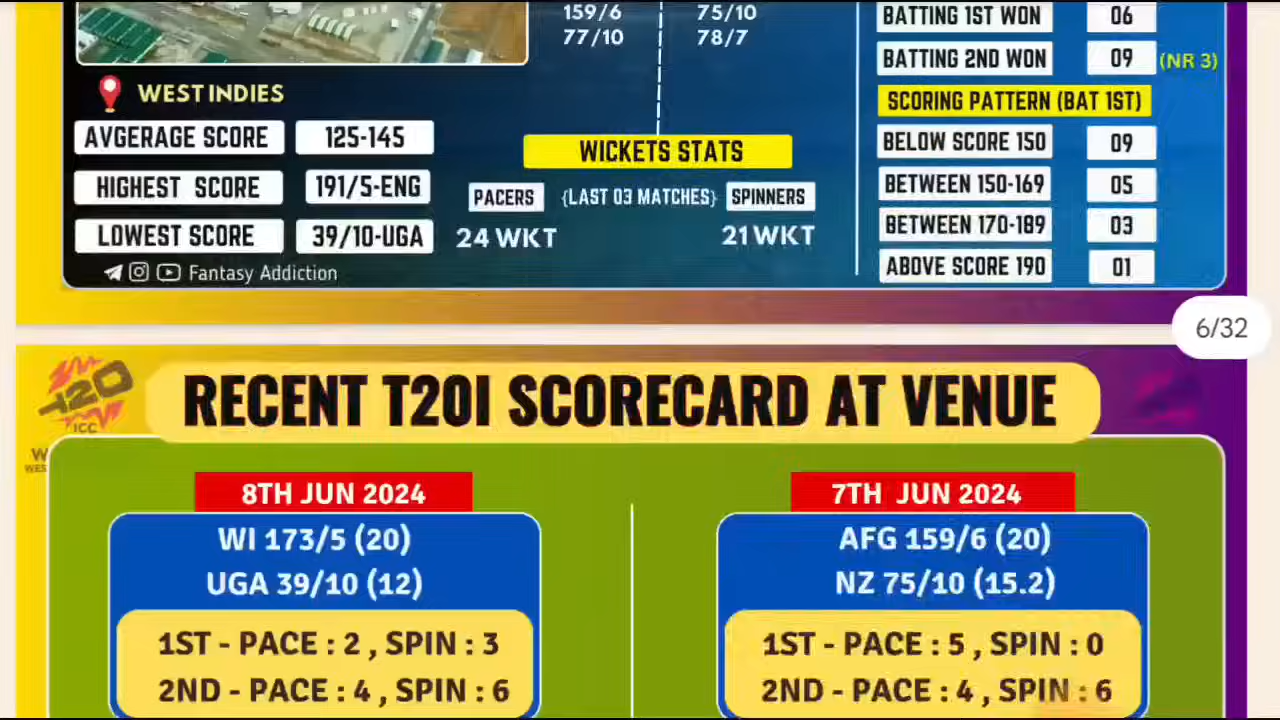 159/6 75/10
77/10 78/7
BATTING 1ST WON 06
BATTING 2ND WON 09 (NR 3)
WEST INDIES
SCORING PATTERN (BAT 1ST)
AVGERAGE SCORE 125-145
HIGHEST SCORE 191/5-ENG
LOWEST SCORE 39/10-UGA
WICKETS STATS
PACERS {LAST 03 MATCHES} SPINNERS
24 WKT 21 WKT
BELOW SCORE 150 09
BETWEEN 150-169 05
BETWEEN 170-189 03
ABOVE SCORE 190 01
Fantasy Addiction
6/32
T20
ICC
W
WES
RECENT T20I SCORECARD AT VENUE
8TH JUN 2024
WI 173/5 (20)
UGA 39/10 (12)
1ST - PACE : 2 , SPIN : 3
2ND - PACE : 4 , SPIN : 6
7TH JUN 2024
AFG 159/6 (20)
NZ 75/10 (15.2)
1ST - PACE : 5 , SPIN : 0
2ND - PACE : 4 , SPIN : 6